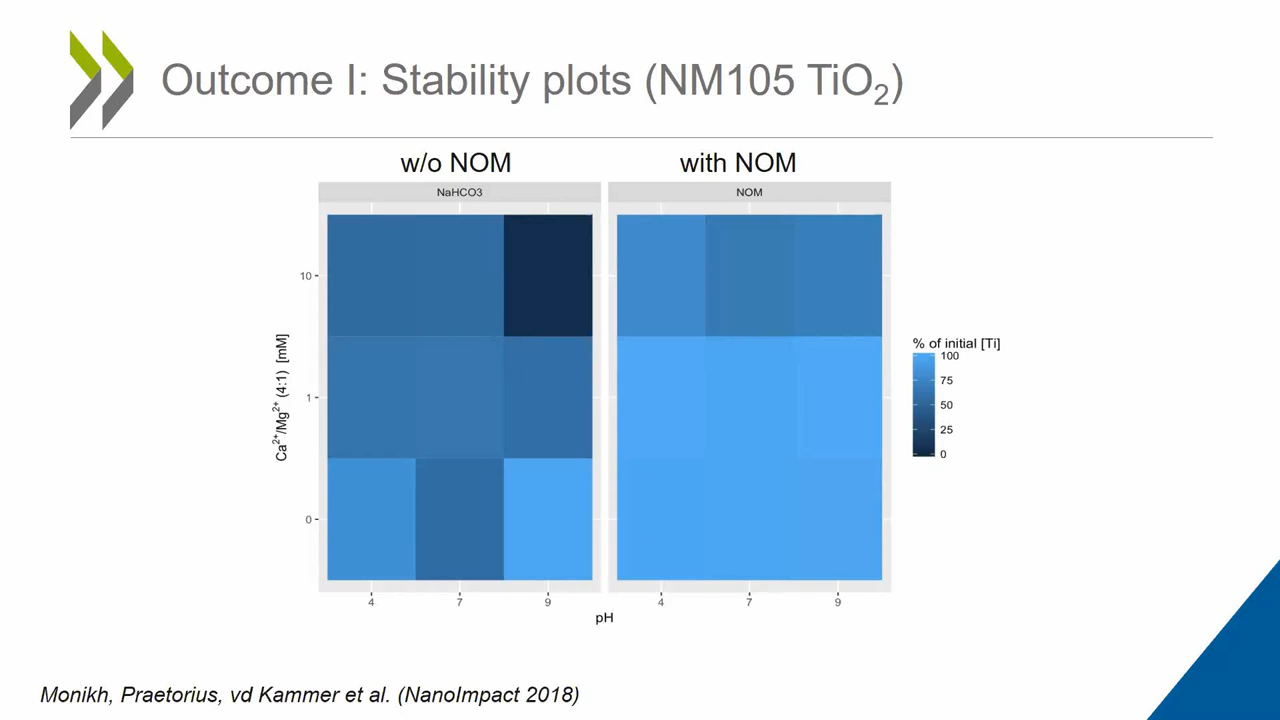 Outcome I: Stability plots (NM105 TiO2)
w/o NOM
with NOM
NaHCO3
NOM
10
1
0
Ca2+/Mg2+ (4:1) [mM]
4
7
9
4
7
9
pH
% of initial [Ti]
100
75
50
25
0
Monikh, Praetorius, vd Kammer et al. (NanoImpact 2018)